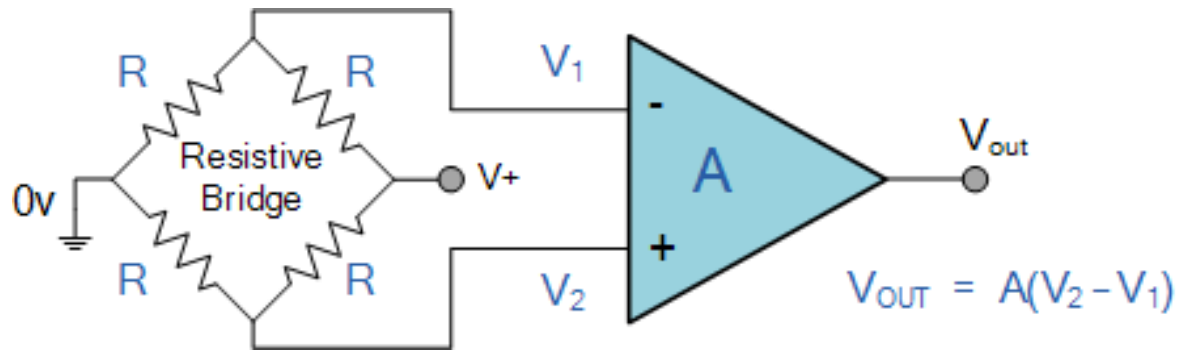 R
R
V₁
-
Resistive
Bridge
V+
A
Vout
0v
R
R
V₂
+
VOUT = A(V₂ – V₁)